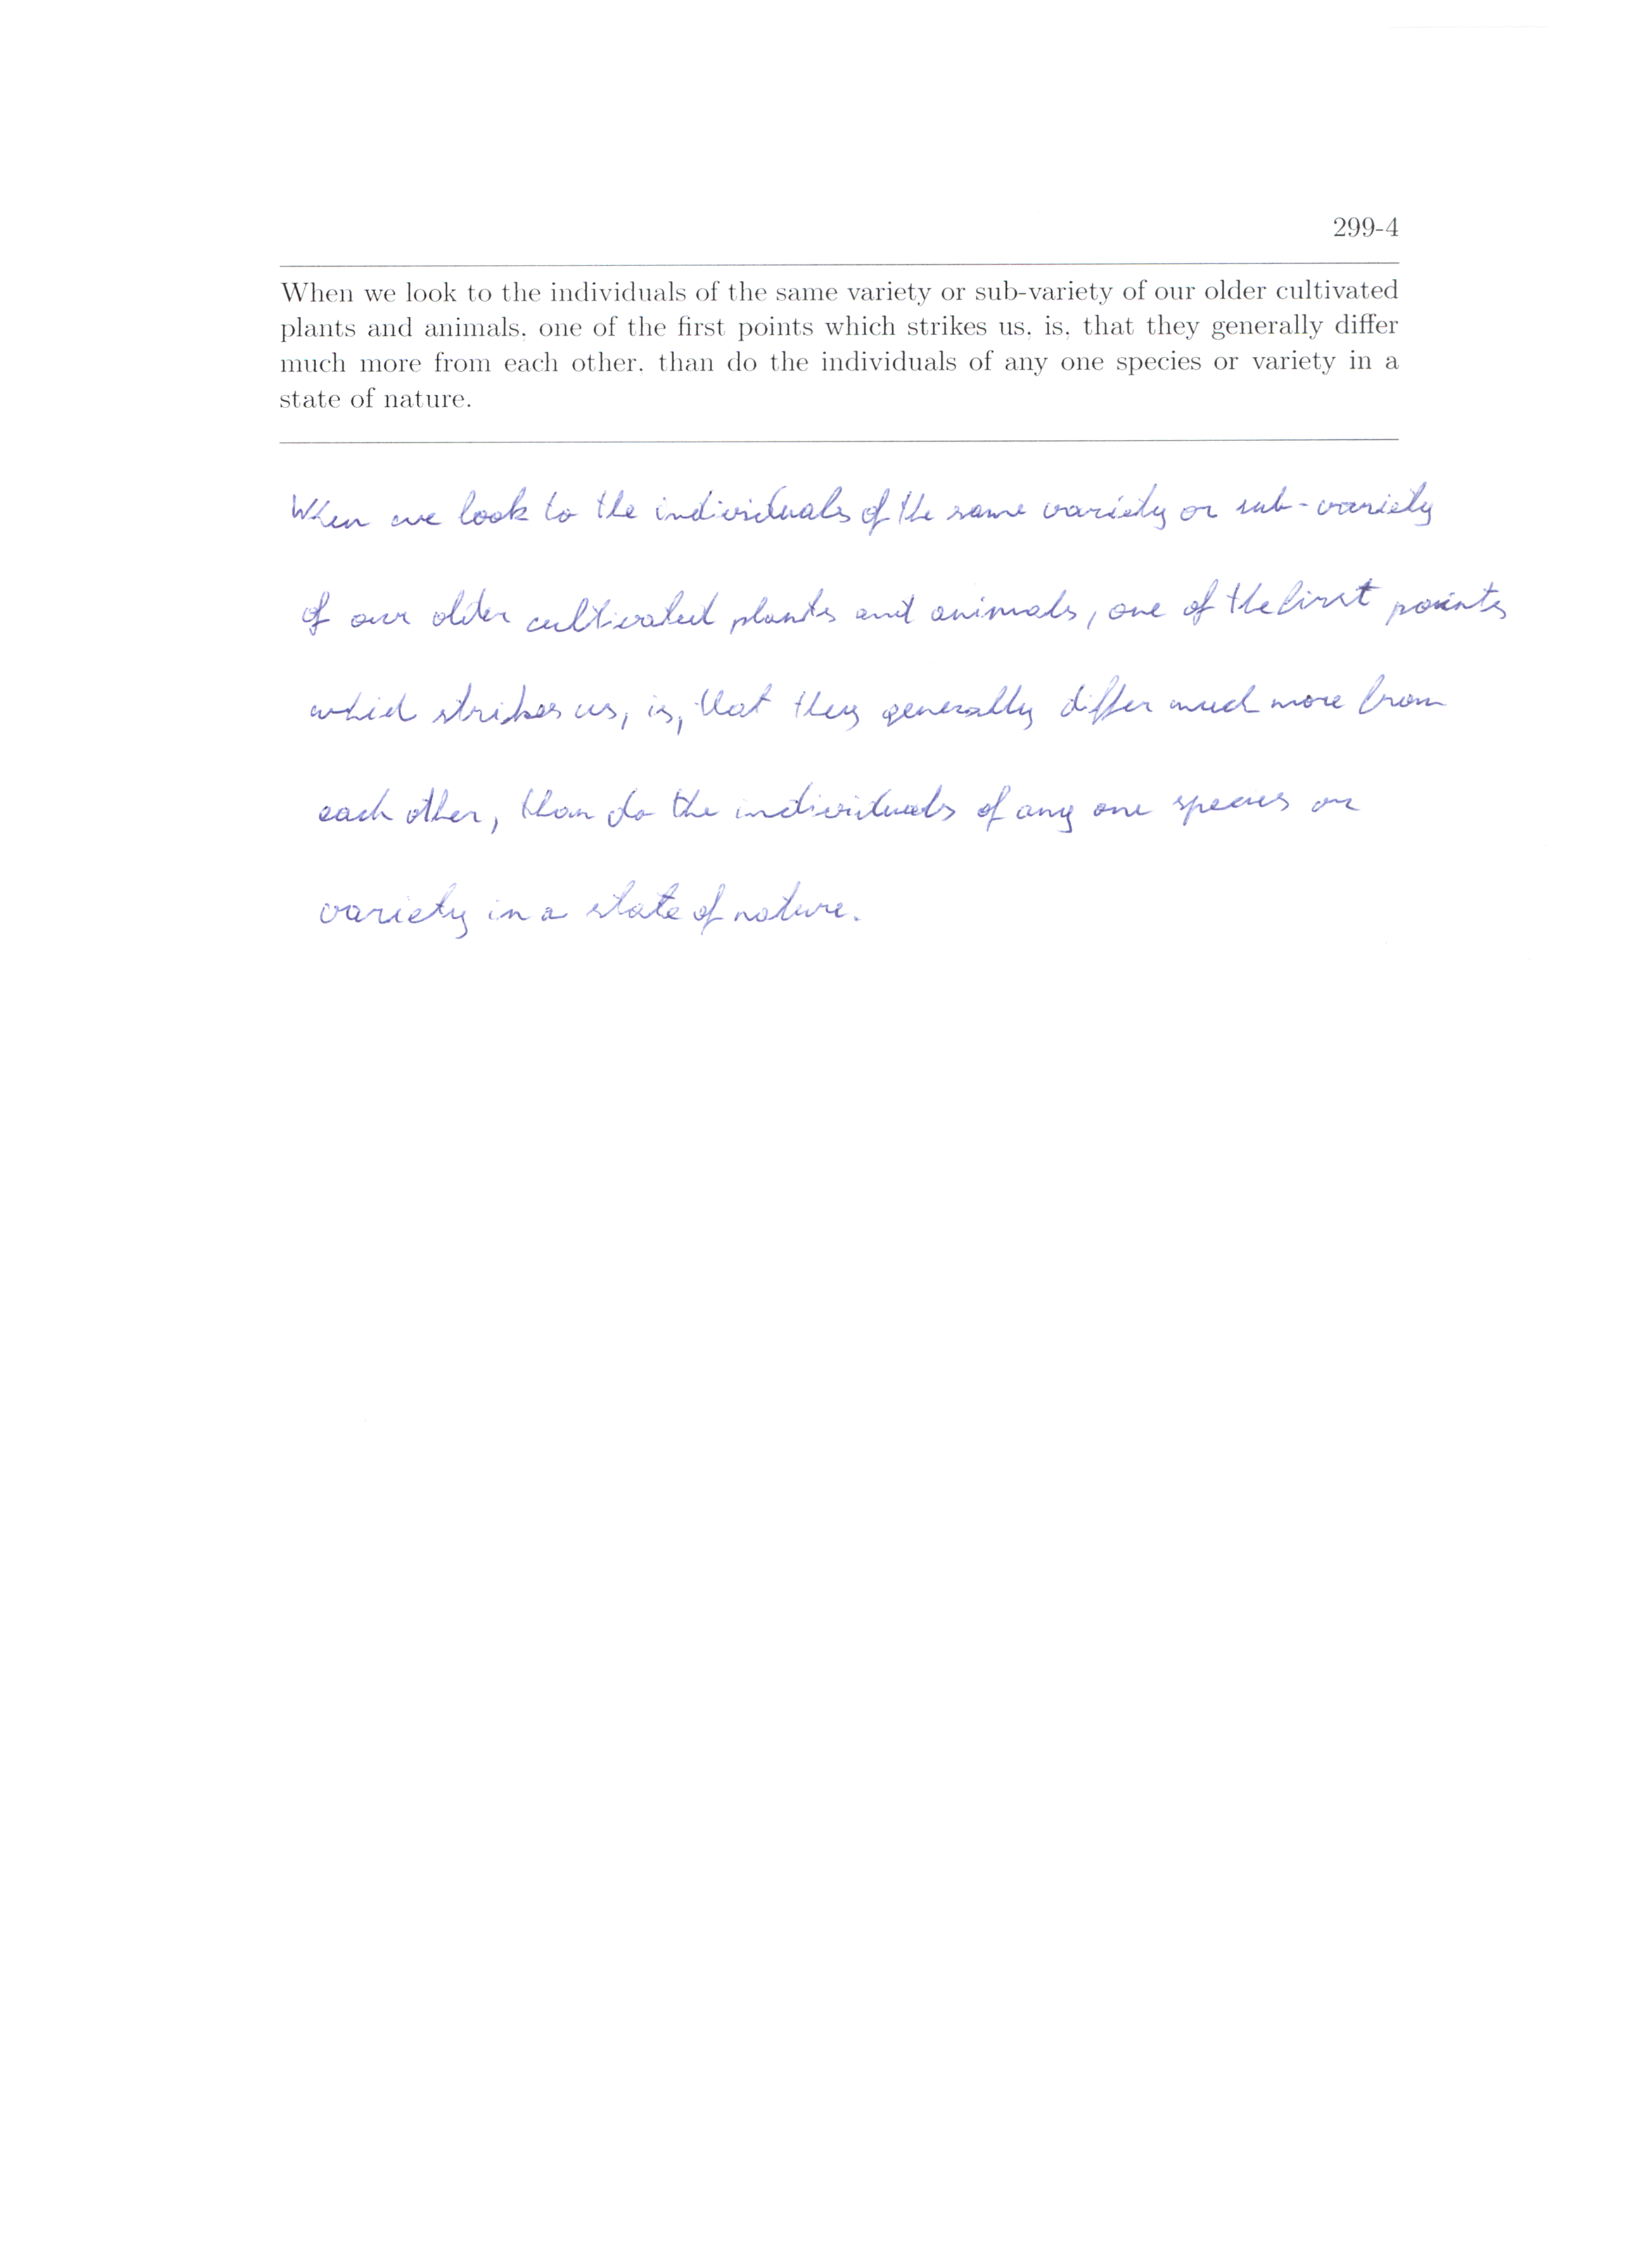 299-4
When we look to the individuals of the same variety or sub-variety of our older cultivated
plants and animals, one of the first points which strikes us, is, that they generally differ
much more from each other, than do the individuals of any one species or variety in a
state of nature.
When we look to the individuals of the same variety or sub-variety
of our older cultivated plants and animals, one of the first points
which strikes us, is, that they generally differ much more from
each other, than do the individuals of any one species or
variety in a state of nature.